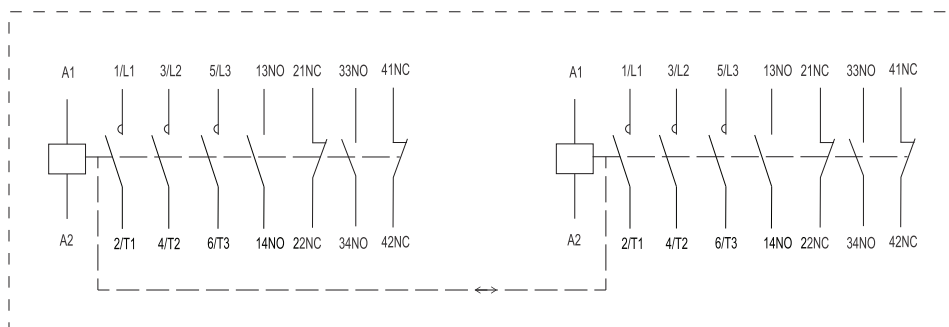 A1 1/L1 3/L2 5/L3 13NO 21NC 33NO 41NC
A2 2/T1 4/T2 6/T3 14NO 22NC 34NO 42NC
A1 1/L1 3/L2 5/L3 13NO 21NC 33NO 41NC
A2 2/T1 4/T2 6/T3 14NO 22NC 34NO 42NC